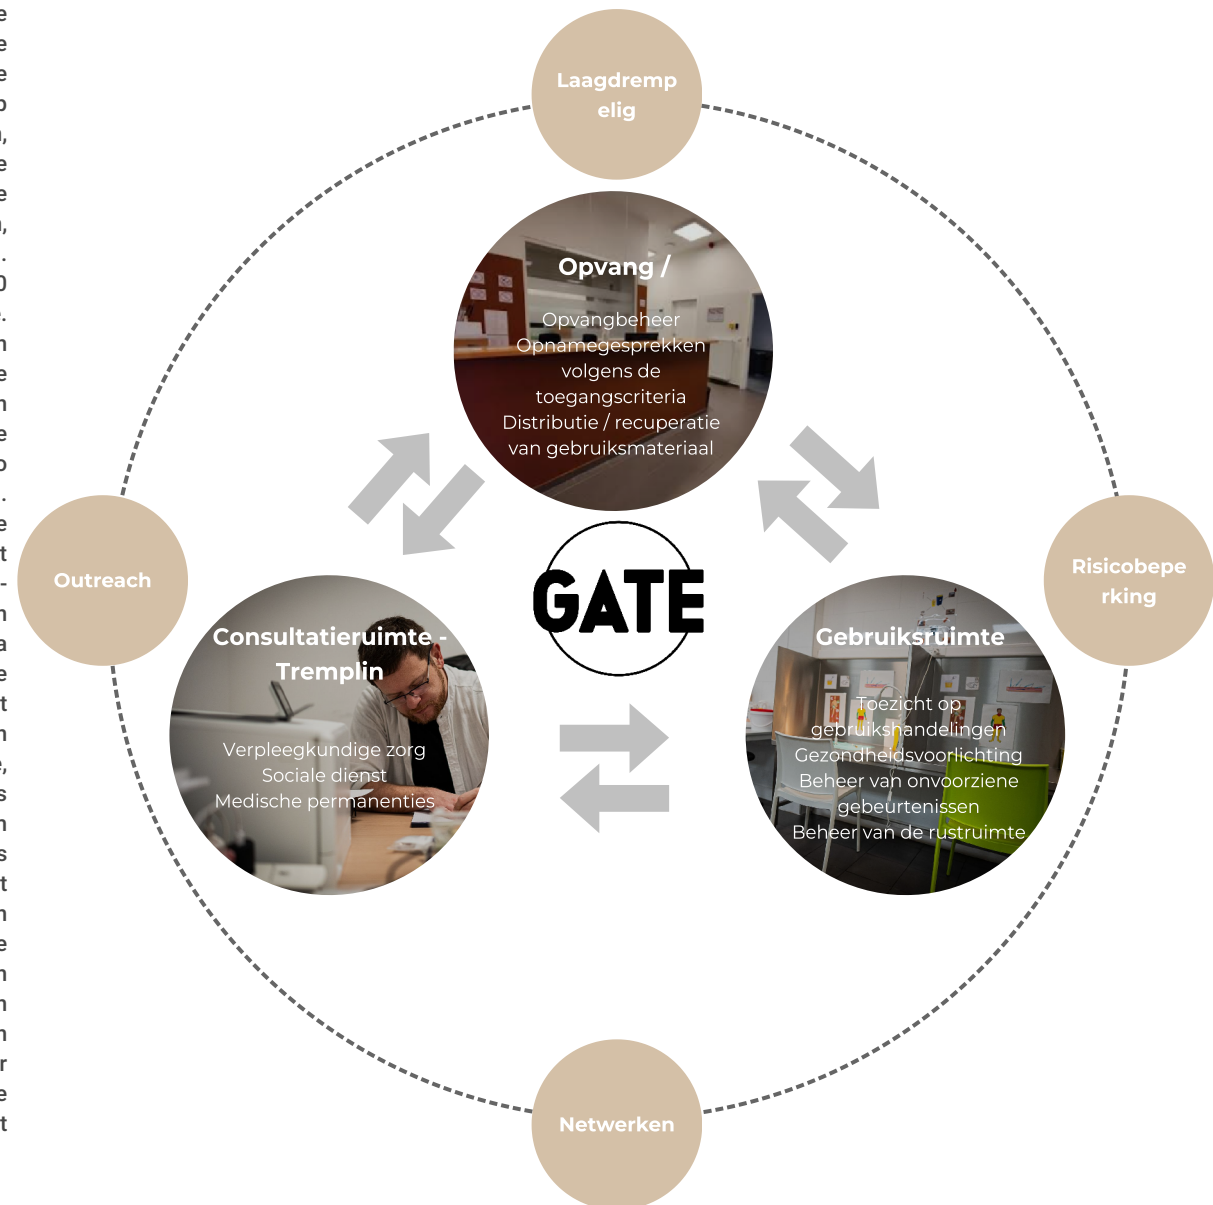 Laagdremp
elig
Opvang /
Opvangbeheer
Opnamegesprekken
volgens de
toegangscriteria
Distributie / recuperatie
van gebruiksmateriaal
Outreach
GATE
Risicobepe
rking
Consultatieruimte -
Tremplin
Verpleegkundige zorg
Sociale dienst
Medische permanenties
Gebruiksruimte
Toezicht op
gebruikshandelingen
Gezondheidsvoorlichting
Beheer van onvoorziene
gebeurtenissen
Beheer van de rustruimte
Netwerken